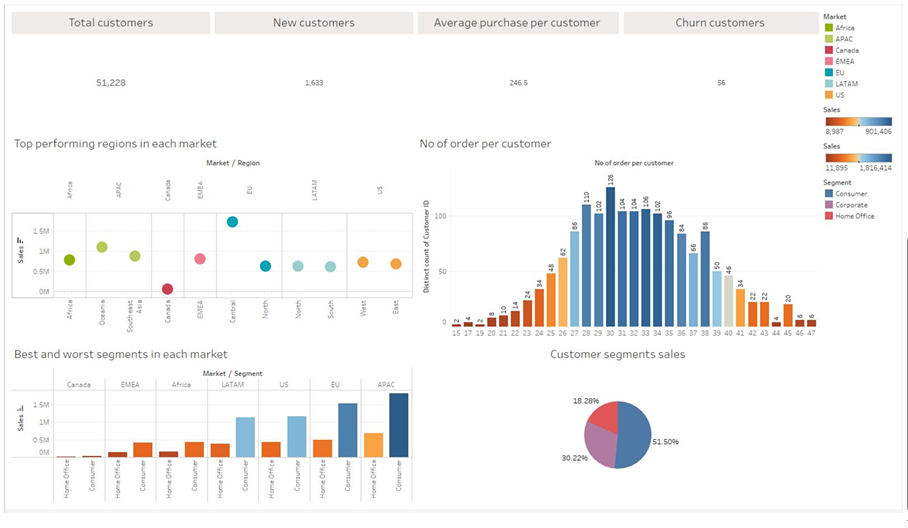 Total customers
New customers
Average purchase per customer
Churn customers
51,228
1,633
246.5
56
Market
Africa
APAC
Canada
EMEA
EU
LATAM
US
Sales
8,987 901,406
Sales
11,895 1,816,414
Segment
Consumer
Corporate
Home Office
Top performing regions in each market
Market / Region
Africa APAC Canada EMEA EU LATAM US
Sales
1.5M
1M
0.5M
0M
Africa Oceania Southeast Asia Canada EMEA Central North North South West East
No of order per customer
No of order per customer
Distinct count of Customer ID
100
50
0
2 4 2 8 10 14 24 34 48 62 86 110 102 126 104 104 106 102 96 84 66 86 50 46 34 22 22 4 20 6 6
15 17 19 20 21 22 23 24 25 26 27 28 29 30 31 32 33 34 35 36 37 38 39 40 41 42 43 44 45 46 47
Best and worst segments in each market
Market / Segment
Canada EMEA Africa LATAM US EU APAC
Sales
1.5M
1M
0.5M
0M
Home Office Consumer Home Office Consumer Home Office Consumer Home Office Consumer Home Office Consumer Home Office Consumer Home Office Consumer
Customer segments sales
18.28%
51.50%
30.22%